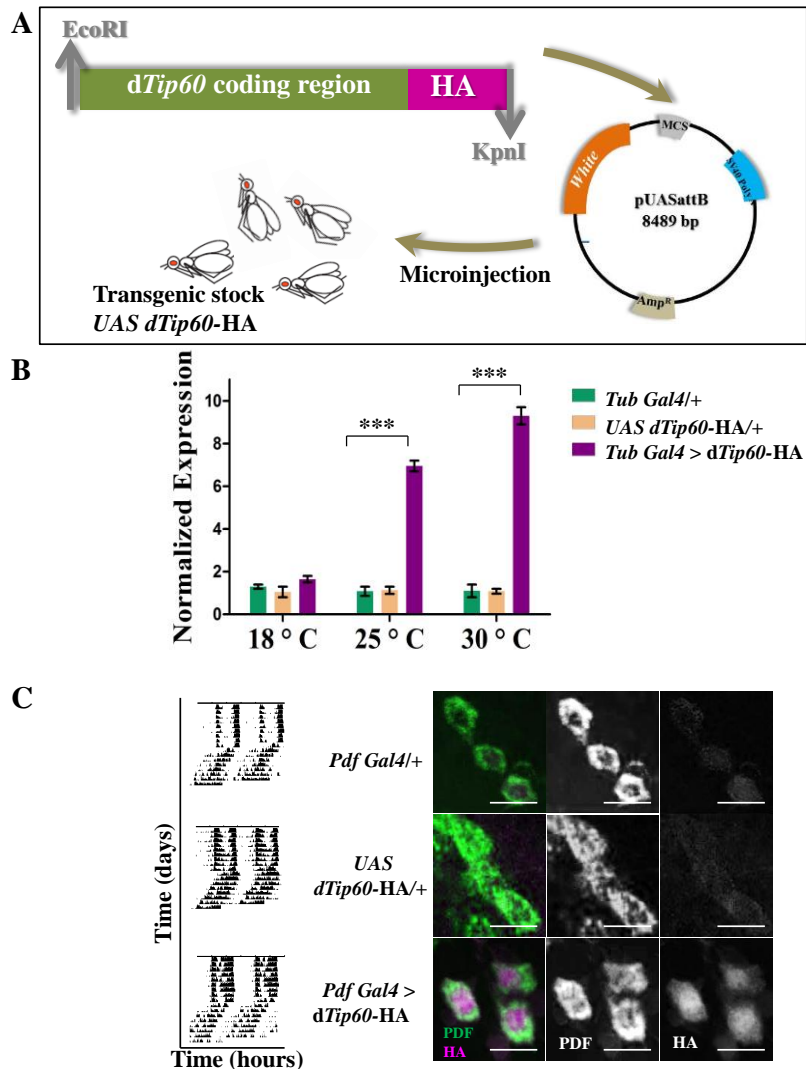 A
EcoRI
dTip60 coding region
HA
KpnI
MCS
White
SV40 Poly
pUASattB
8489 bp
AmpR
Microinjection
Transgenic stock
UAS dTip60-HA
B
Normalized Expression
10
8
6
4
2
0
***
***
18 ° C
25 ° C
30 ° C
Tub Gal4/+
UAS dTip60-HA/+
Tub Gal4 > dTip60-HA
C
Time (days)
Time (hours)
Pdf Gal4/+
UAS
dTip60-HA/+
Pdf Gal4 >
dTip60-HA
PDF
HA
PDF
HA